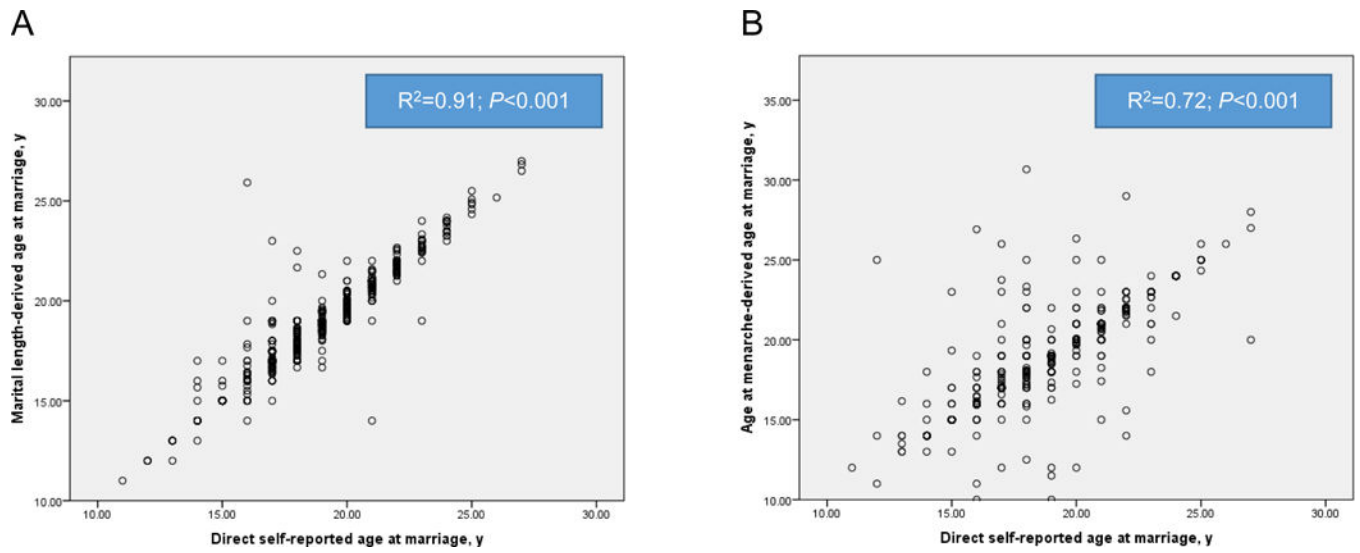 A
R²=0.91; P<0.001
Marital length-derived age at marriage, y
30.00
25.00
20.00
15.00
10.00
10.00 15.00 20.00 25.00 30.00
Direct self-reported age at marriage, y
B
R²=0.72; P<0.001
Age at menarche-derived age at marriage, y
35.00
30.00
25.00
20.00
15.00
10.00
10.00 15.00 20.00 25.00 30.00
Direct self-reported age at marriage, y